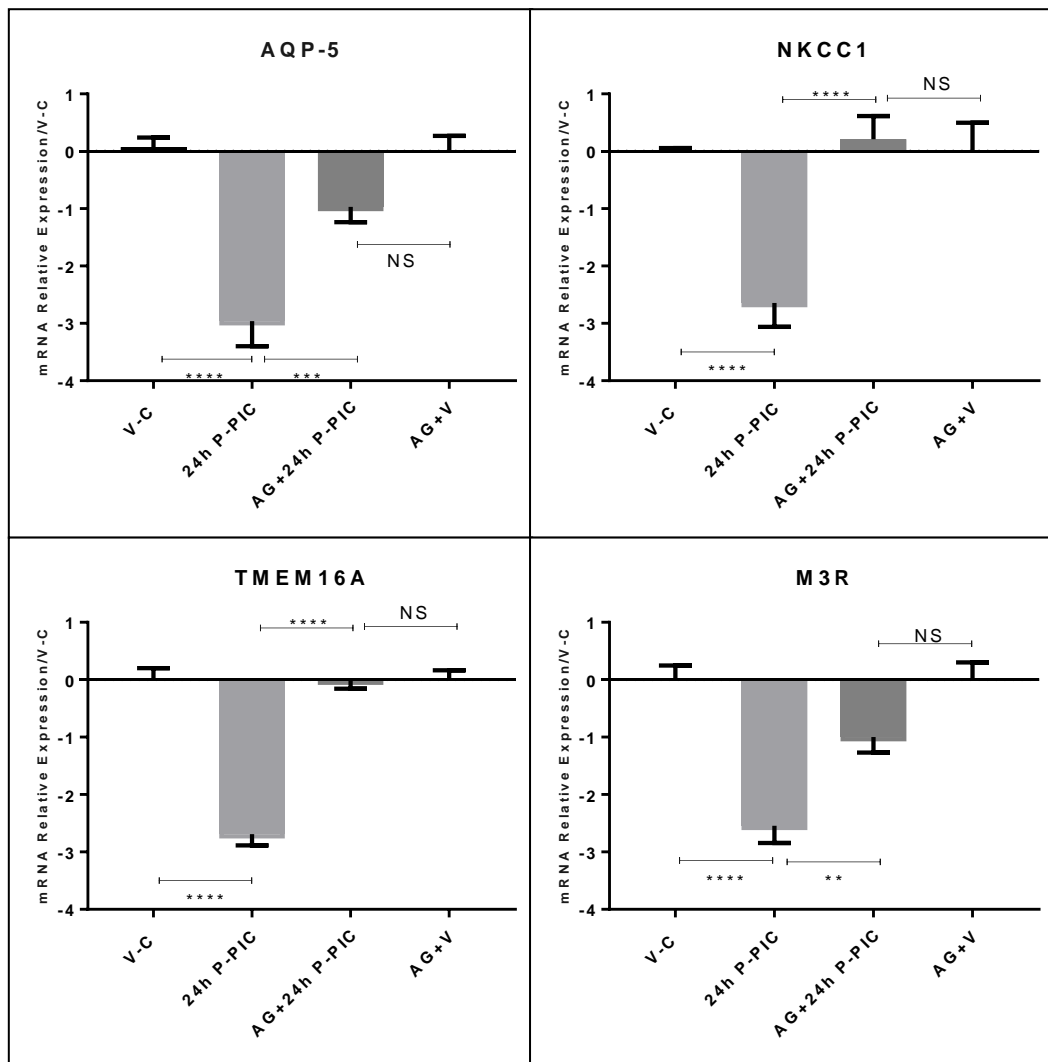 AQP-5
mRNA Relative Expression/V-C
1
0
-1
-2
-3
-4
NS
**** ***
V-C
24h P-PIC
AG+24h P-PIC
AG+V
NKCC1
mRNA Relative Expression/V-C
1
0
-1
-2
-3
-4
**** NS
****
V-C
24h P-PIC
AG+24h P-PIC
AG+V
TMEM16A
mRNA Relative Expression/V-C
1
0
-1
-2
-3
-4
**** NS
****
V-C
24h P-PIC
AG+24h P-PIC
AG+V
M3R
mRNA Relative Expression/V-C
1
0
-1
-2
-3
-4
NS
**** **
V-C
24h P-PIC
AG+24h P-PIC
AG+V